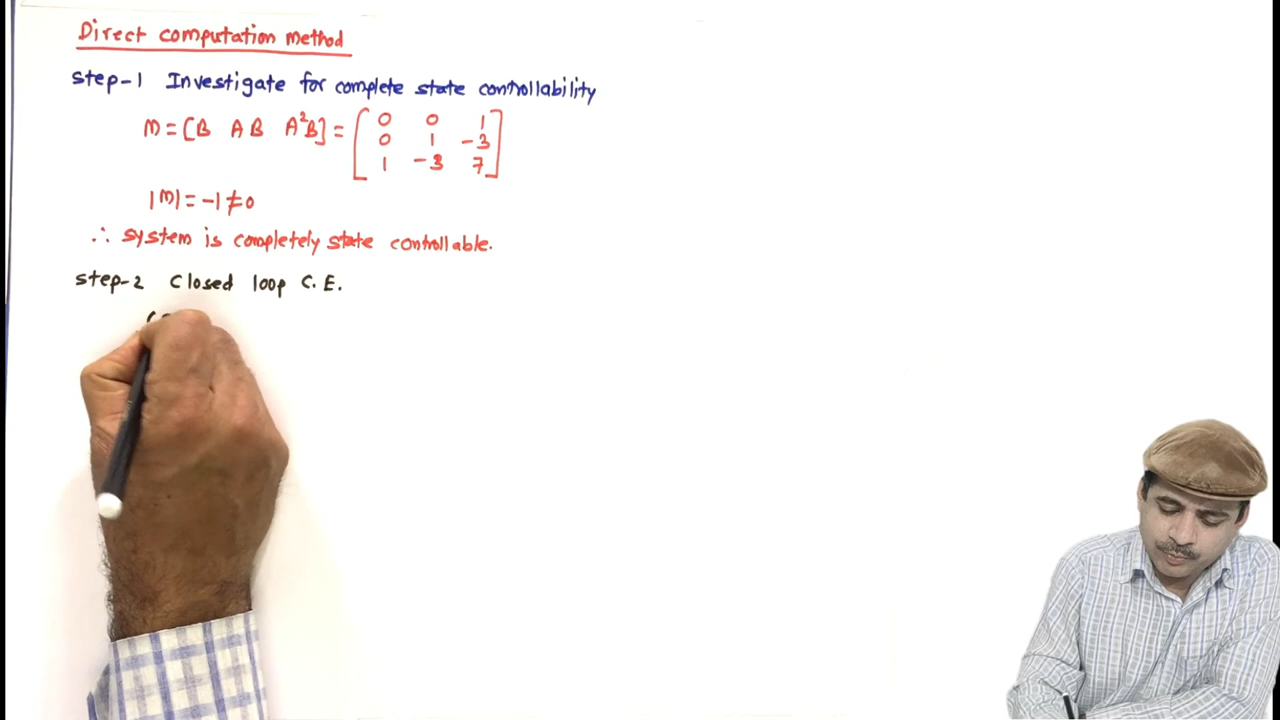 Direct computation method
step-1 Investigate for complete state controllability
M = [B AB A²B] = [0 0 1
0 1 -3
1 -3 7]
|M| = -1 ≠ 0
∴ system is completely state controllable.
step-2 Closed loop C.E.